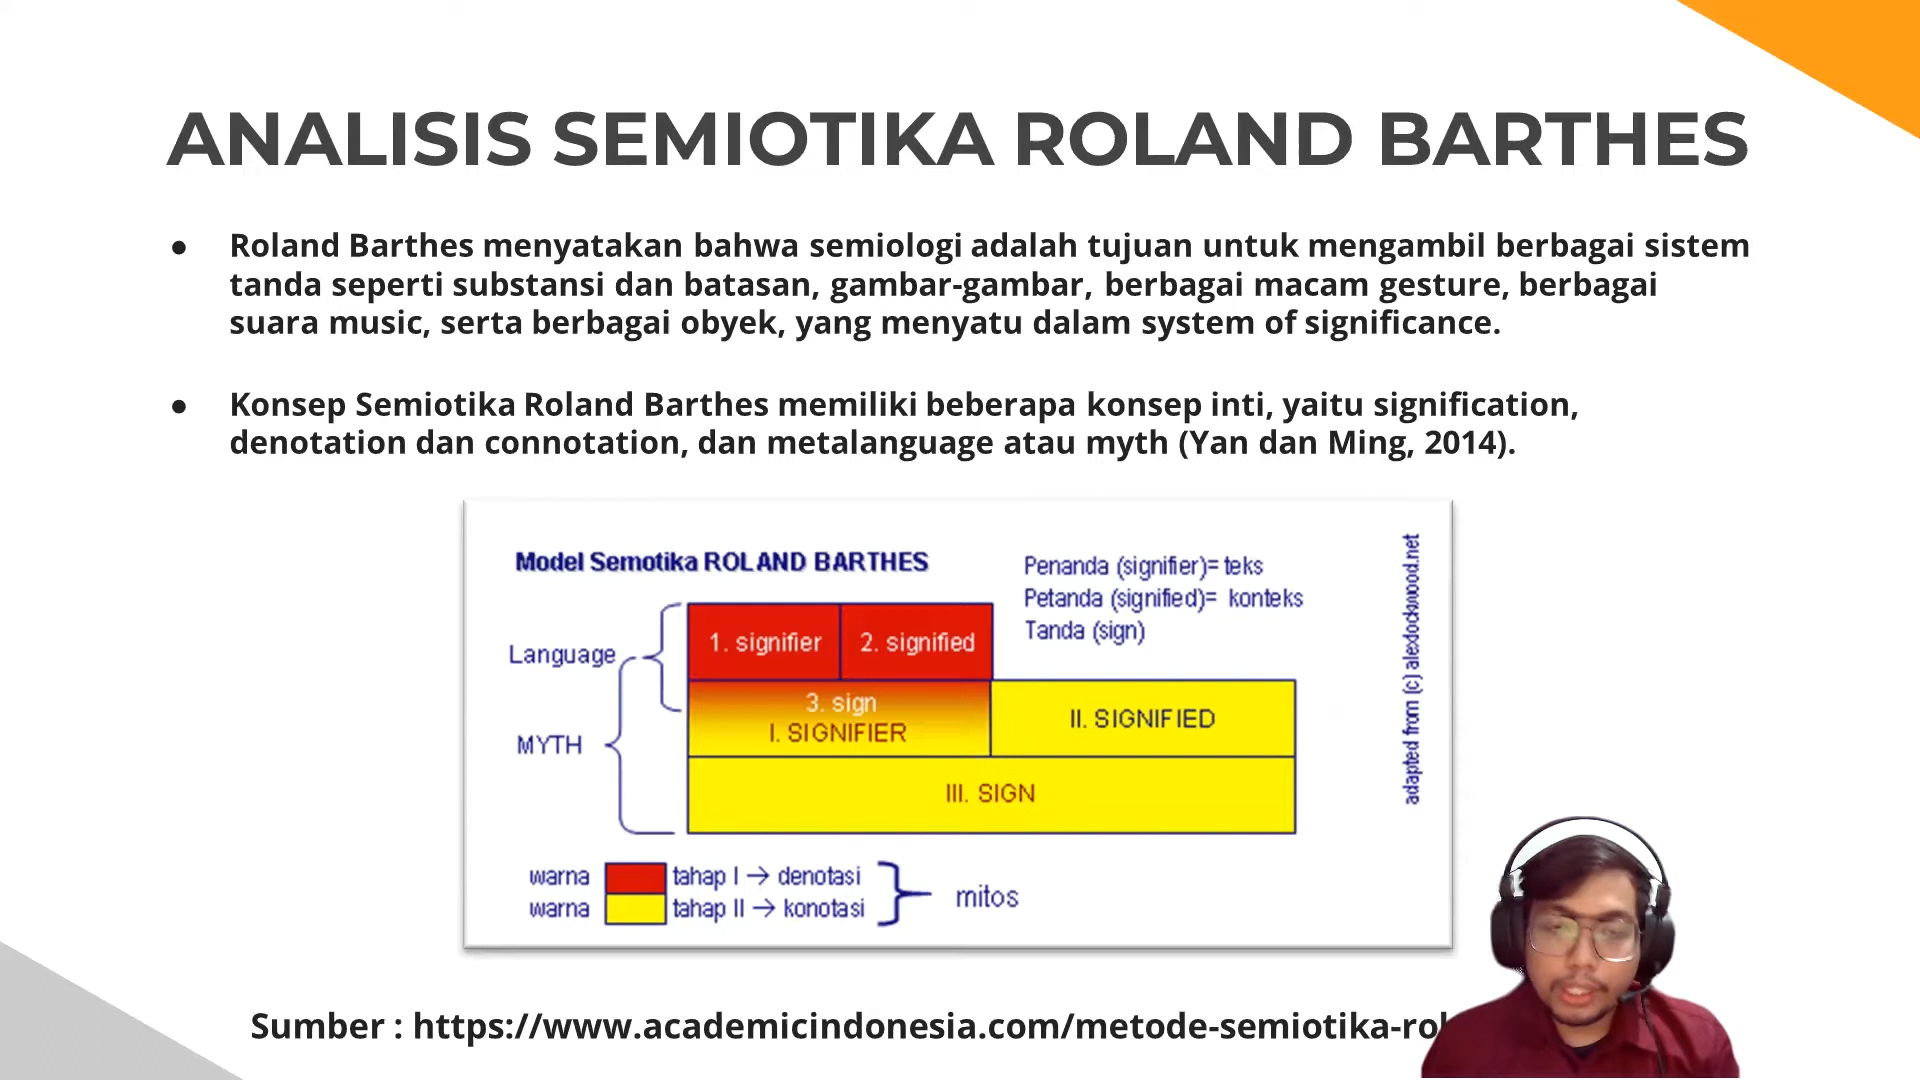 ANALISIS SEMIOTIKA ROLAND BARTHES
● Roland Barthes menyatakan bahwa semiologi adalah tujuan untuk mengambil berbagai sistem
tanda seperti substansi dan batasan, gambar-gambar, berbagai macam gesture, berbagai
suara music, serta berbagai obyek, yang menyatu dalam system of significance.
● Konsep Semiotika Roland Barthes memiliki beberapa konsep inti, yaitu signification,
denotation dan connotation, dan metalanguage atau myth (Yan dan Ming, 2014).
Model Semotika ROLAND BARTHES
Penanda (signifier)= teks
Petanda (signified)= konteks
Tanda (sign)
adapted from (c) alexdockwood.net
Language
1. signifier
2. signified
3. sign
I. SIGNIFIER
II. SIGNIFIED
MYTH
III. SIGN
warna tahap I → denotasi
warna tahap II → konotasi
mitos
Sumber : https://www.academicindonesia.com/metode-semiotika-rol